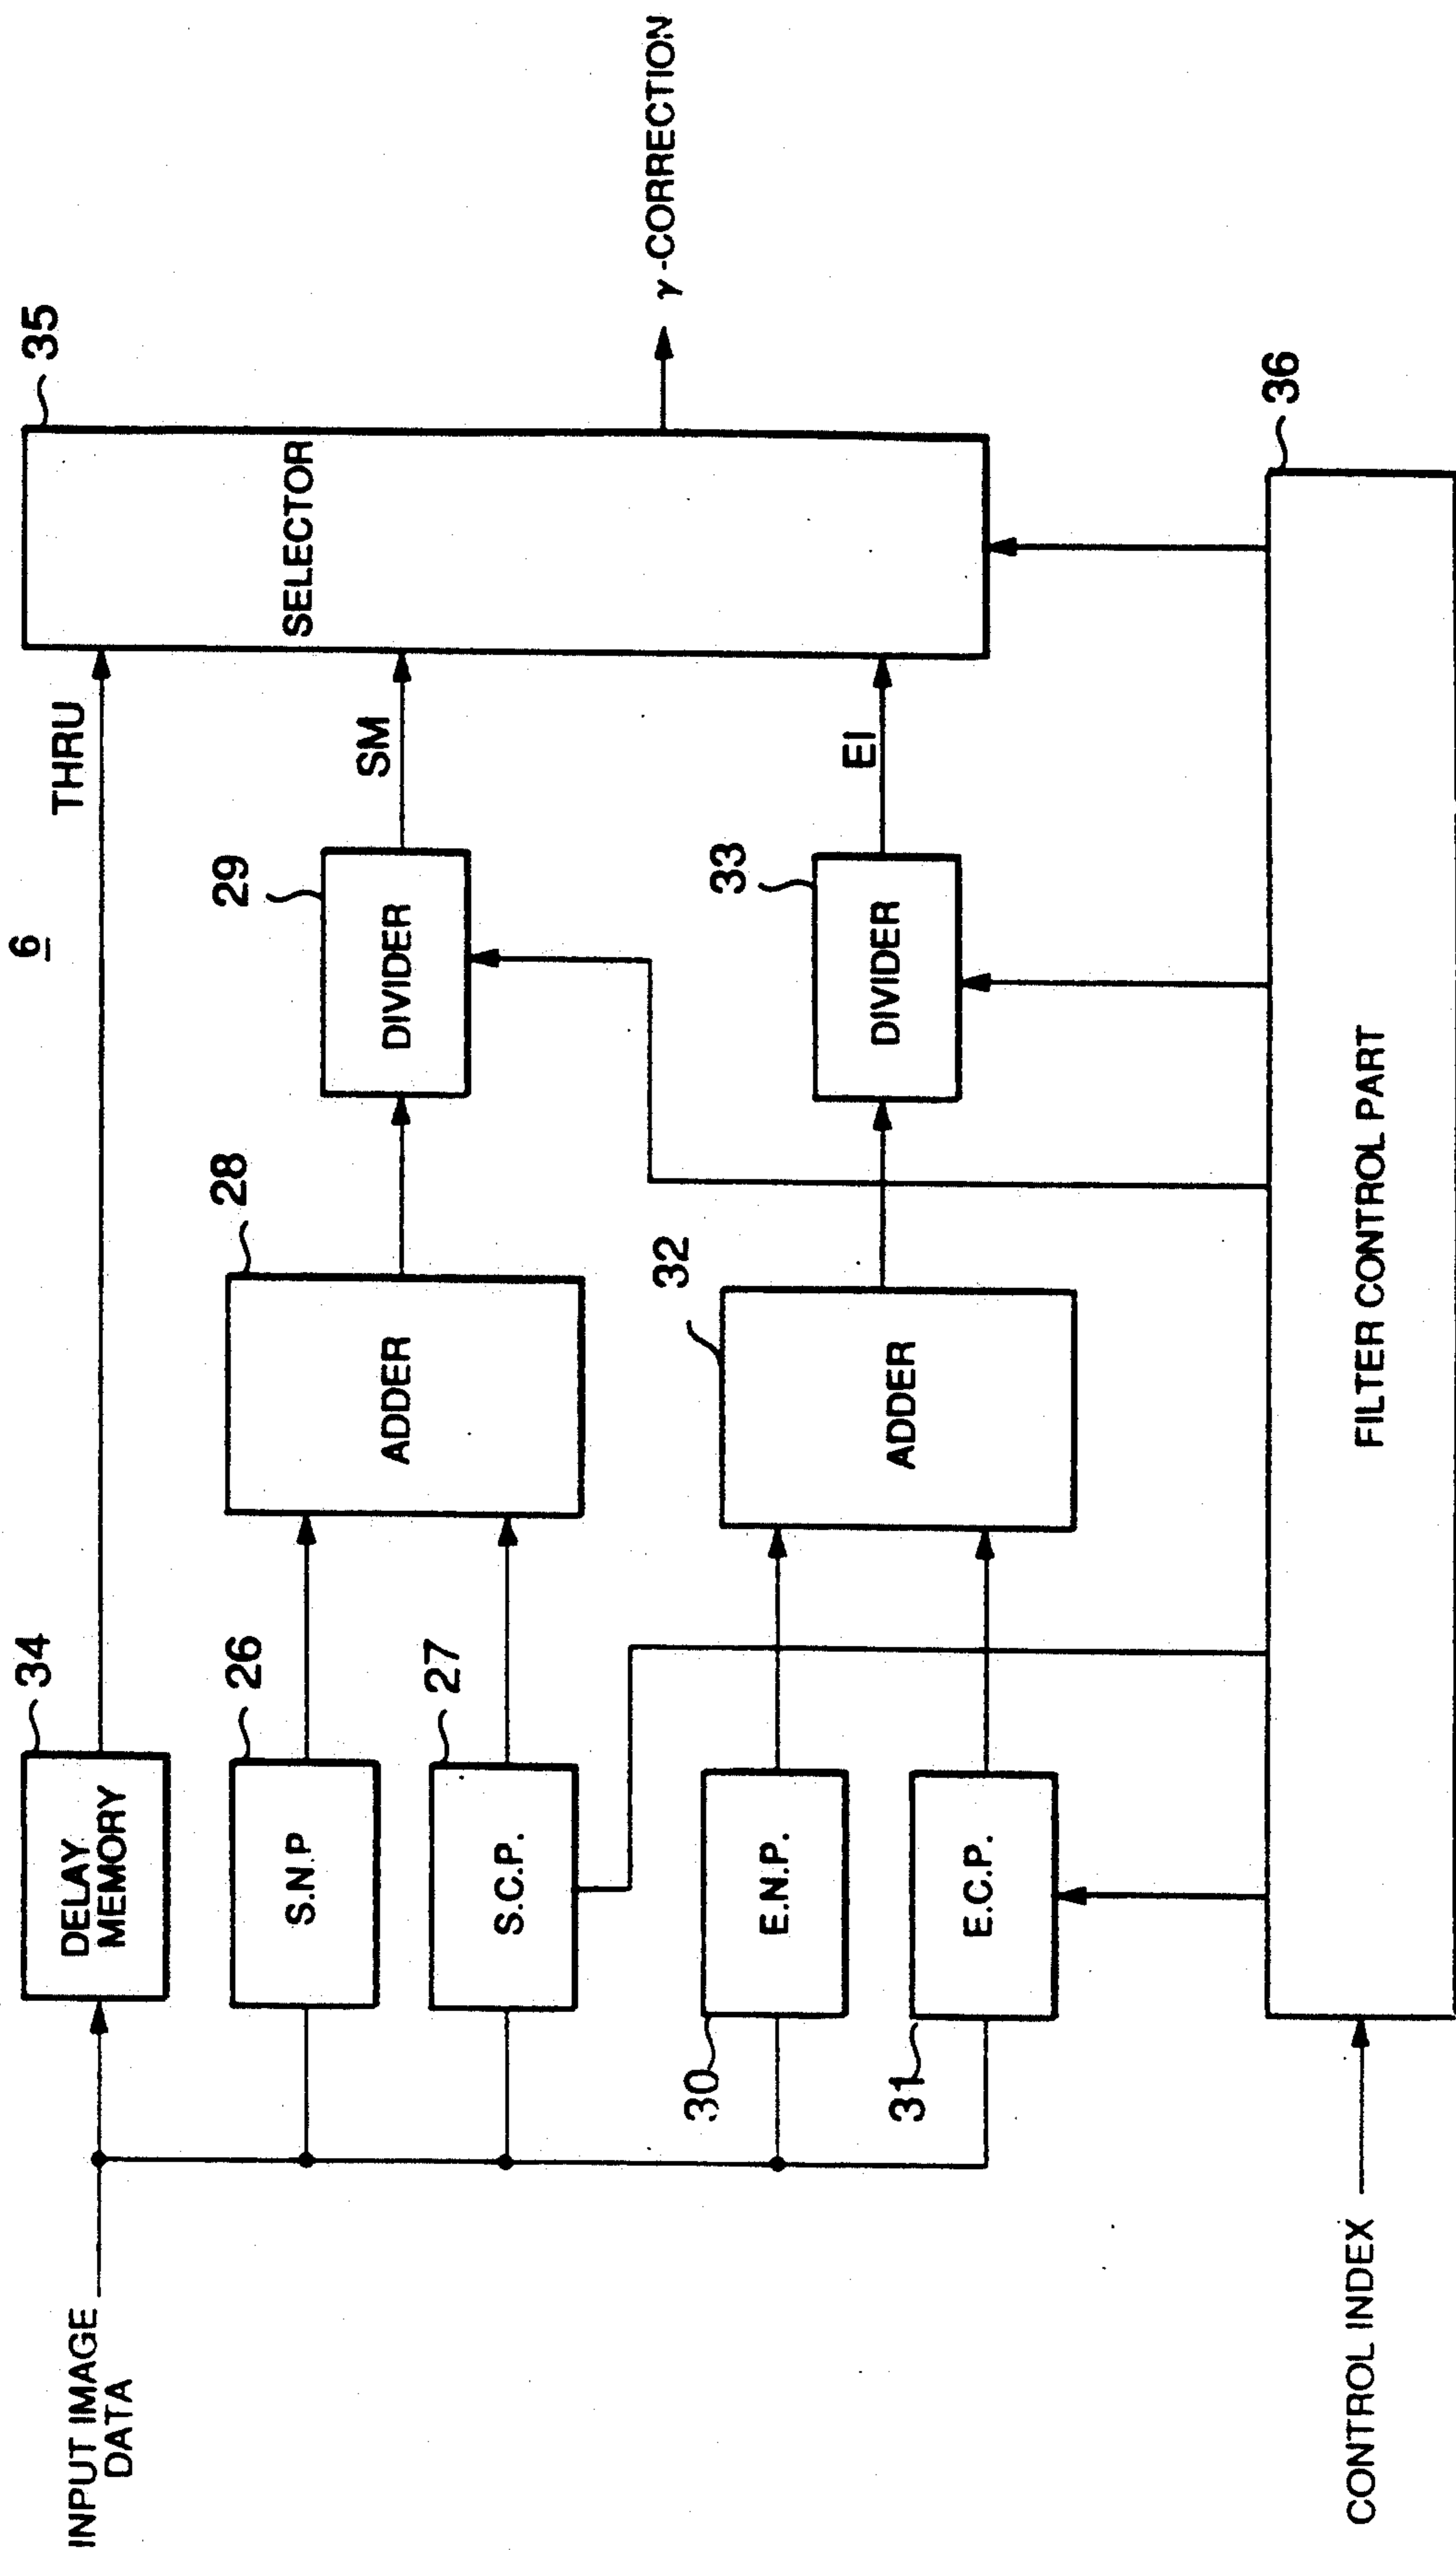 6
INPUT IMAGE
DATA
34
DELAY
MEMORY
THRU
35
SELECTOR
γ-CORRECTION
26
S.N.P
27
S.C.P.
28
ADDER
29
DIVIDER
SM
30
E.N.P.
31
E.C.P.
32
ADDER
33
DIVIDER
EI
CONTROL INDEX
FILTER CONTROL PART
36